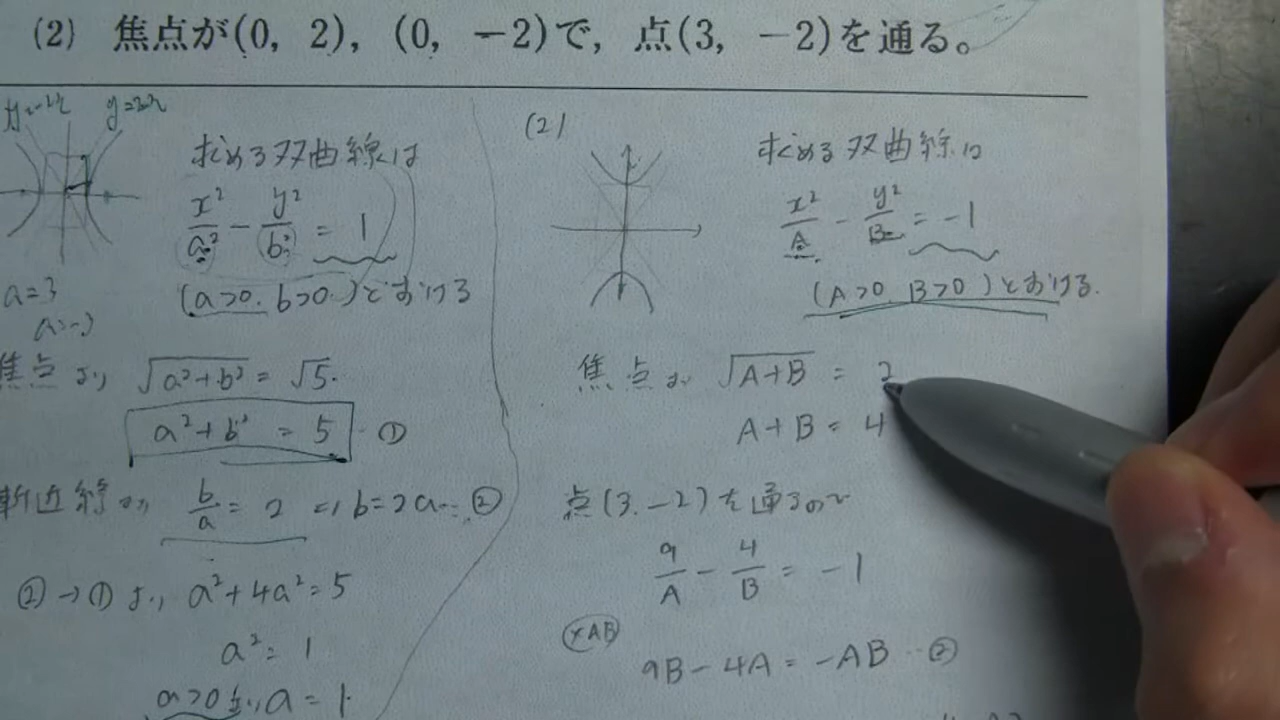 (2) 焦点が(0, 2), (0, −2)で, 点(3, −2)を通る。
求める双曲線は
x²/a² − y²/b² = 1
(a>0, b>0)とおける
a=3
焦点より √a²+b² = √5.
a²+b² = 5 … ①
漸近線より b/a = 2 b=2a … ②
②→①より, a²+4a²=5
a² = 1
a>0より, a = 1
(2)
求める双曲線は
x²/A − y²/B = −1
(A>0, B>0)とおける.
焦点より √A+B = 2
A+B = 4
点(3, −2)を通るので
9/A − 4/B = −1
×AB
9B − 4A = −AB … ②